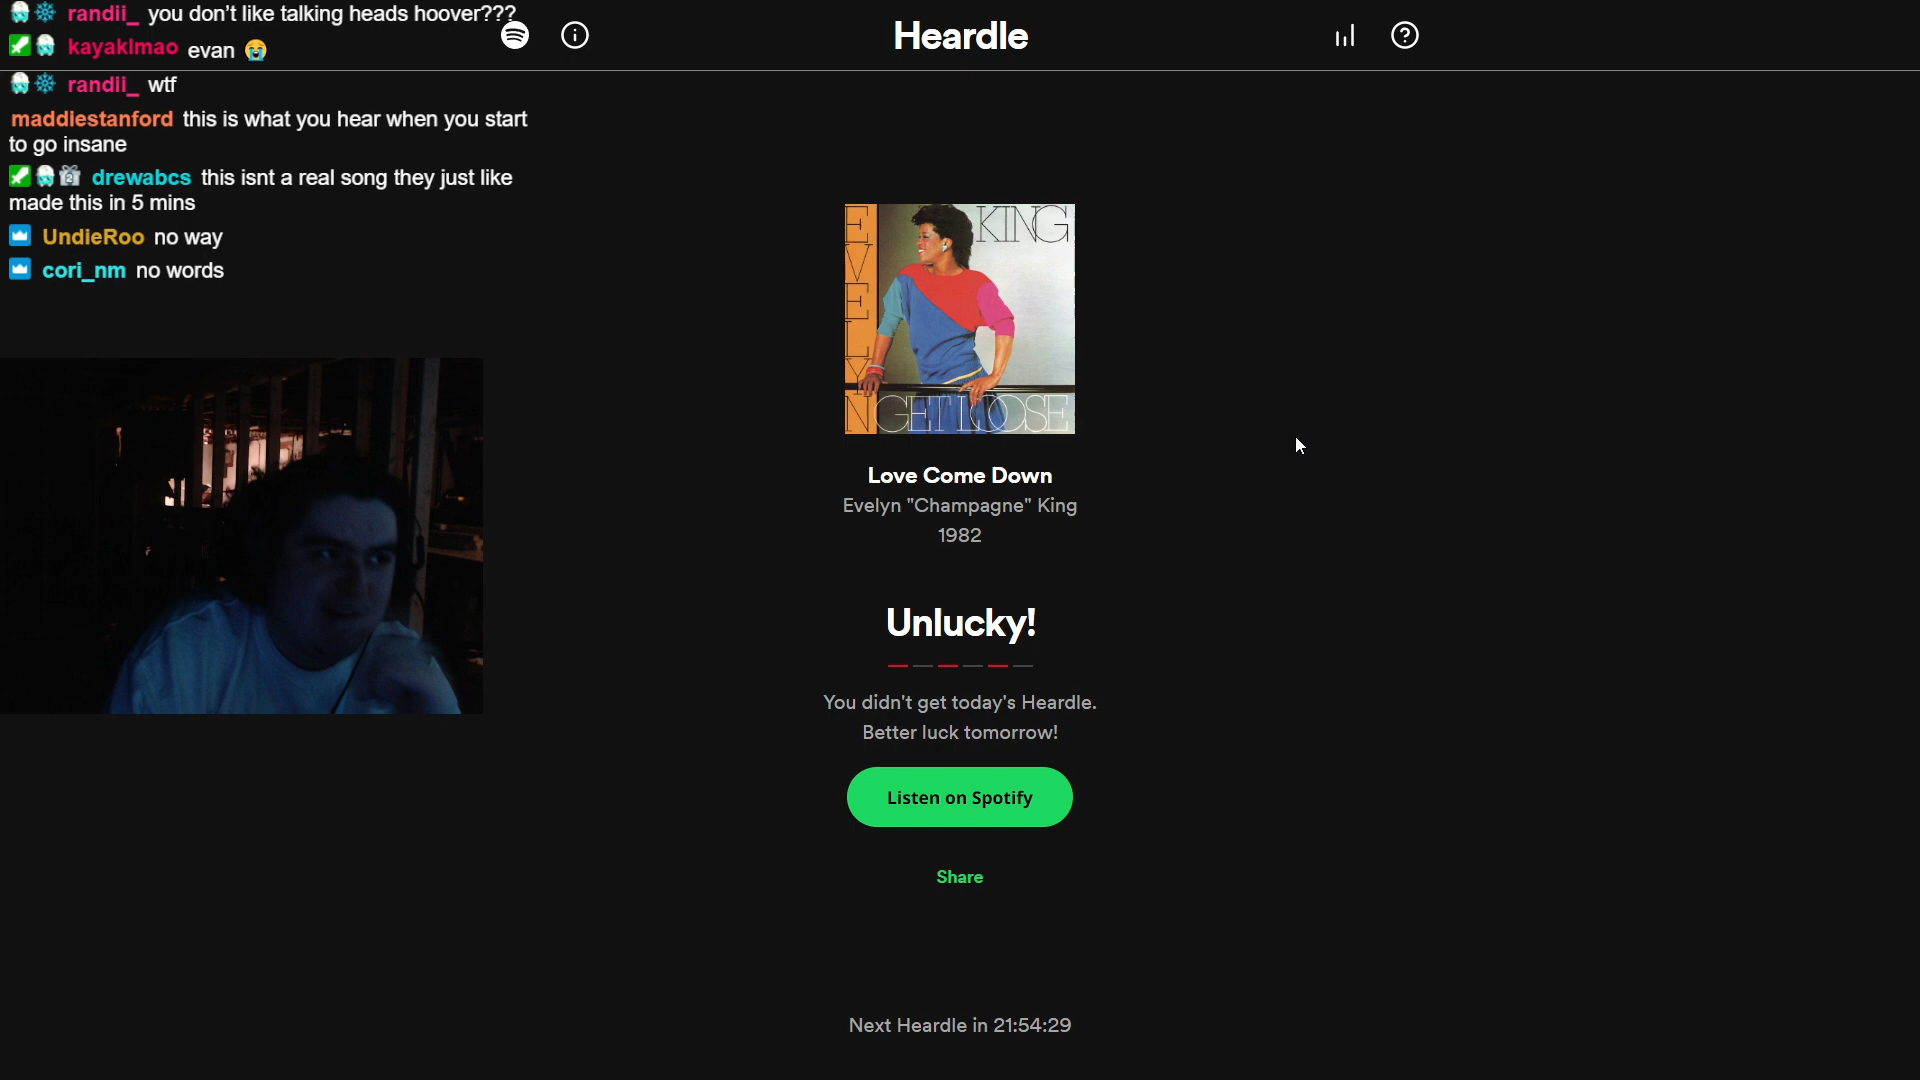 randii_ you don't like talking heads hoover???
kayaklmao evan 😭
randii_ wtf
maddiestanford this is what you hear when you start
to go insane
2 drewabcs this isnt a real song they just like
made this in 5 mins
UndieRoo no way
cori_nm no words
Heardle
EVELYN
KING
GET LOOSE
Love Come Down
Evelyn "Champagne" King
1982
Unlucky!
You didn't get today's Heardle.
Better luck tomorrow!
Listen on Spotify
Share
Next Heardle in 21:54:29